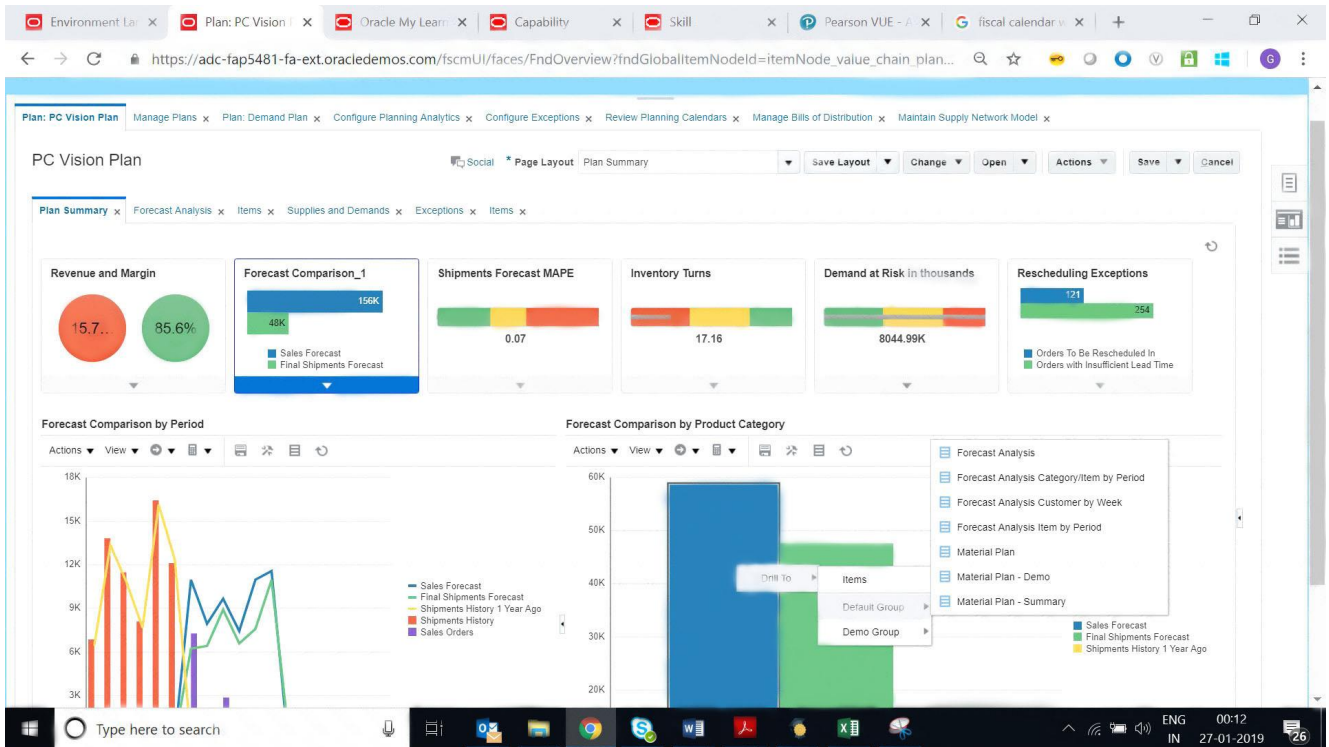 Environment Lan
Plan: PC Vision
Oracle My Learn
Capability
Skill
Pearson VUE - A
fiscal calendar w
https://adc-fap5481-fa-ext.oracledemos.com/fscmUI/faces/FndOverview?fndGlobalItemNodeId=itemNode_value_chain_plan...
G
Plan: PC Vision Plan
Manage Plans
Plan: Demand Plan
Configure Planning Analytics
Configure Exceptions
Review Planning Calendars
Manage Bills of Distribution
Maintain Supply Network Model
PC Vision Plan
Social
* Page Layout
Plan Summary
Save Layout
Change
Open
Actions
Save
Cancel
Plan Summary
Forecast Analysis
Items
Supplies and Demands
Exceptions
Items
Revenue and Margin
15.7..
85.6%
Forecast Comparison_1
156K
48K
Sales Forecast
Final Shipments Forecast
Shipments Forecast MAPE
0.07
Inventory Turns
17.16
Demand at Risk in thousands
8044.99K
Rescheduling Exceptions
121
254
Orders To Be Rescheduled In
Orders with Insufficient Lead Time
Forecast Comparison by Period
Actions
View
18K
15K
12K
9K
6K
3K
Sales Forecast
Final Shipments Forecast
Shipments History 1 Year Ago
Shipments History
Sales Orders
Forecast Comparison by Product Category
Actions
View
60K
50K
40K
30K
20K
Drill To
Items
Default Group
Demo Group
Forecast Analysis
Forecast Analysis Category/Item by Period
Forecast Analysis Customer by Week
Forecast Analysis Item by Period
Material Plan
Material Plan - Demo
Material Plan - Summary
Sales Forecast
Final Shipments Forecast
Shipments History 1 Year Ago
Type here to search
ENG
IN
00:12
27-01-2019
26